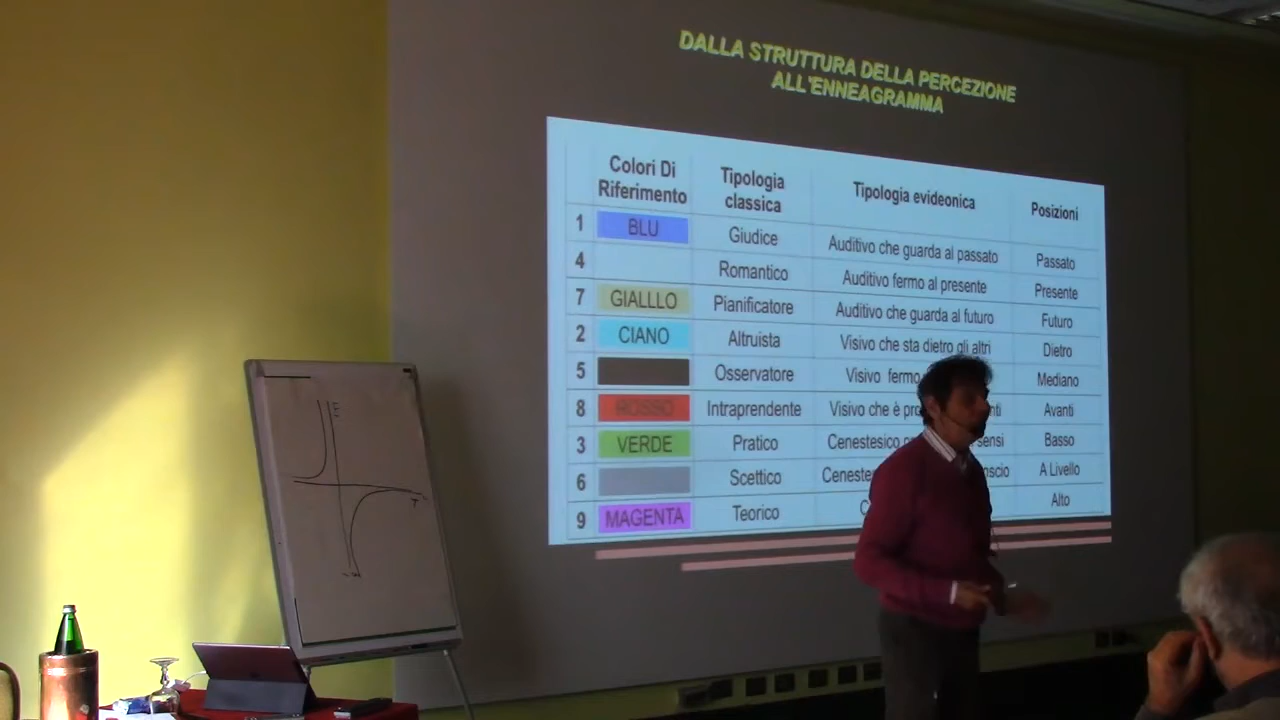 DALLA STRUTTURA DELLA PERCEZIONE
ALL'ENNEAGRAMMA
Colori Di Riferimento Tipologia classica Tipologia evideonica Posizioni
1 BLU Giudice Auditivo che guarda al passato Passato
4 Romantico Auditivo fermo al presente Presente
7 GIALLLO Pianificatore Auditivo che guarda al futuro Futuro
2 CIANO Altruista Visivo che sta dietro gli altri Dietro
5 Osservatore Visivo fermo Mediano
8 ROSSO Intraprendente Visivo che è Avanti
3 VERDE Pratico Cenestesico sensi Basso
6 Scettico A Livello
9 MAGENTA Teorico Alto